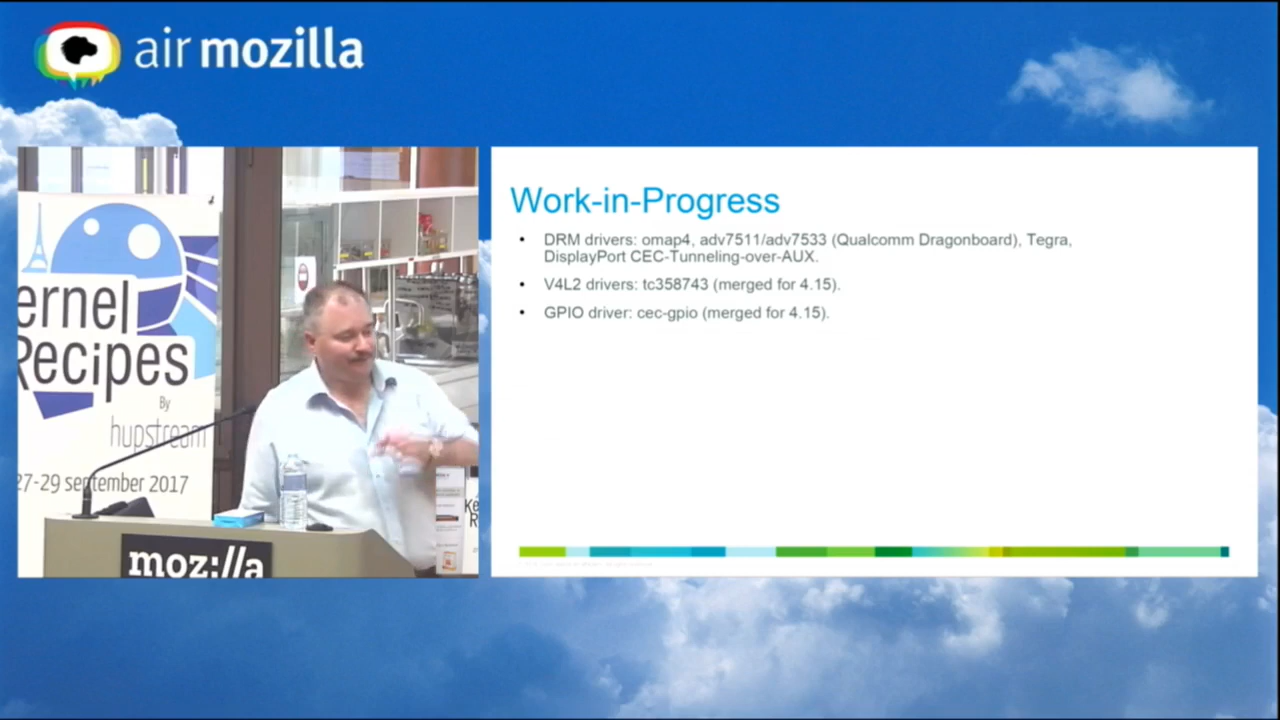 air mozilla
Work-in-Progress
• DRM drivers: omap4, adv7511/adv7533 (Qualcomm Dragonboard), Tegra,
DisplayPort CEC-Tunneling-over-AUX.
• V4L2 drivers: tc358743 (merged for 4.15).
• GPIO driver: cec-gpio (merged for 4.15).
ernel
Recipes
By
hupstream
27-29 september 2017
moz://a